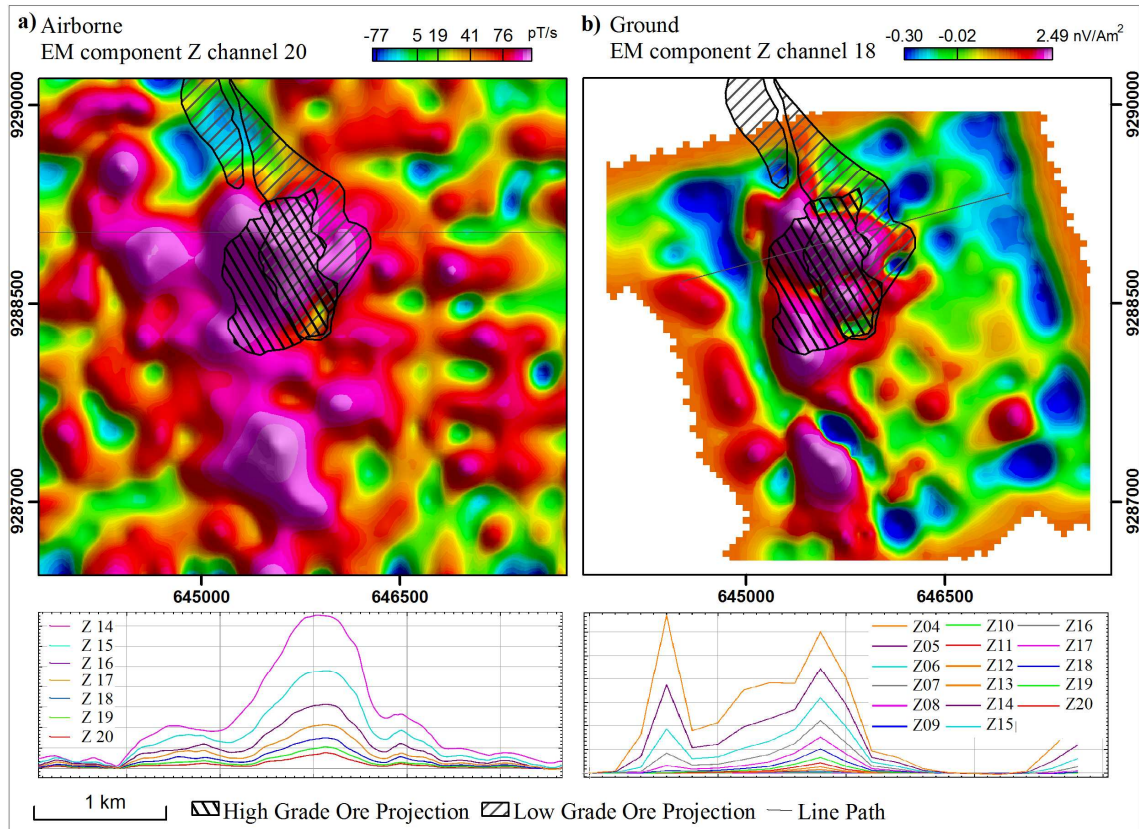 a) Airborne
EM component Z channel 20
-77 5 19 41 76 pT/s
b) Ground
EM component Z channel 18
-0.30 -0.02 2.49 nV/Am²
9290000
9288500
9287000
645000 646500
9290000
9288500
9287000
645000 646500
Z 14
Z 15
Z 16
Z 17
Z 18
Z 19
Z 20
Z04 Z10 Z16
Z05 Z11 Z17
Z06 Z12 Z18
Z07 Z13 Z19
Z08 Z14 Z20
Z09 Z15
1 km
High Grade Ore Projection Low Grade Ore Projection Line Path